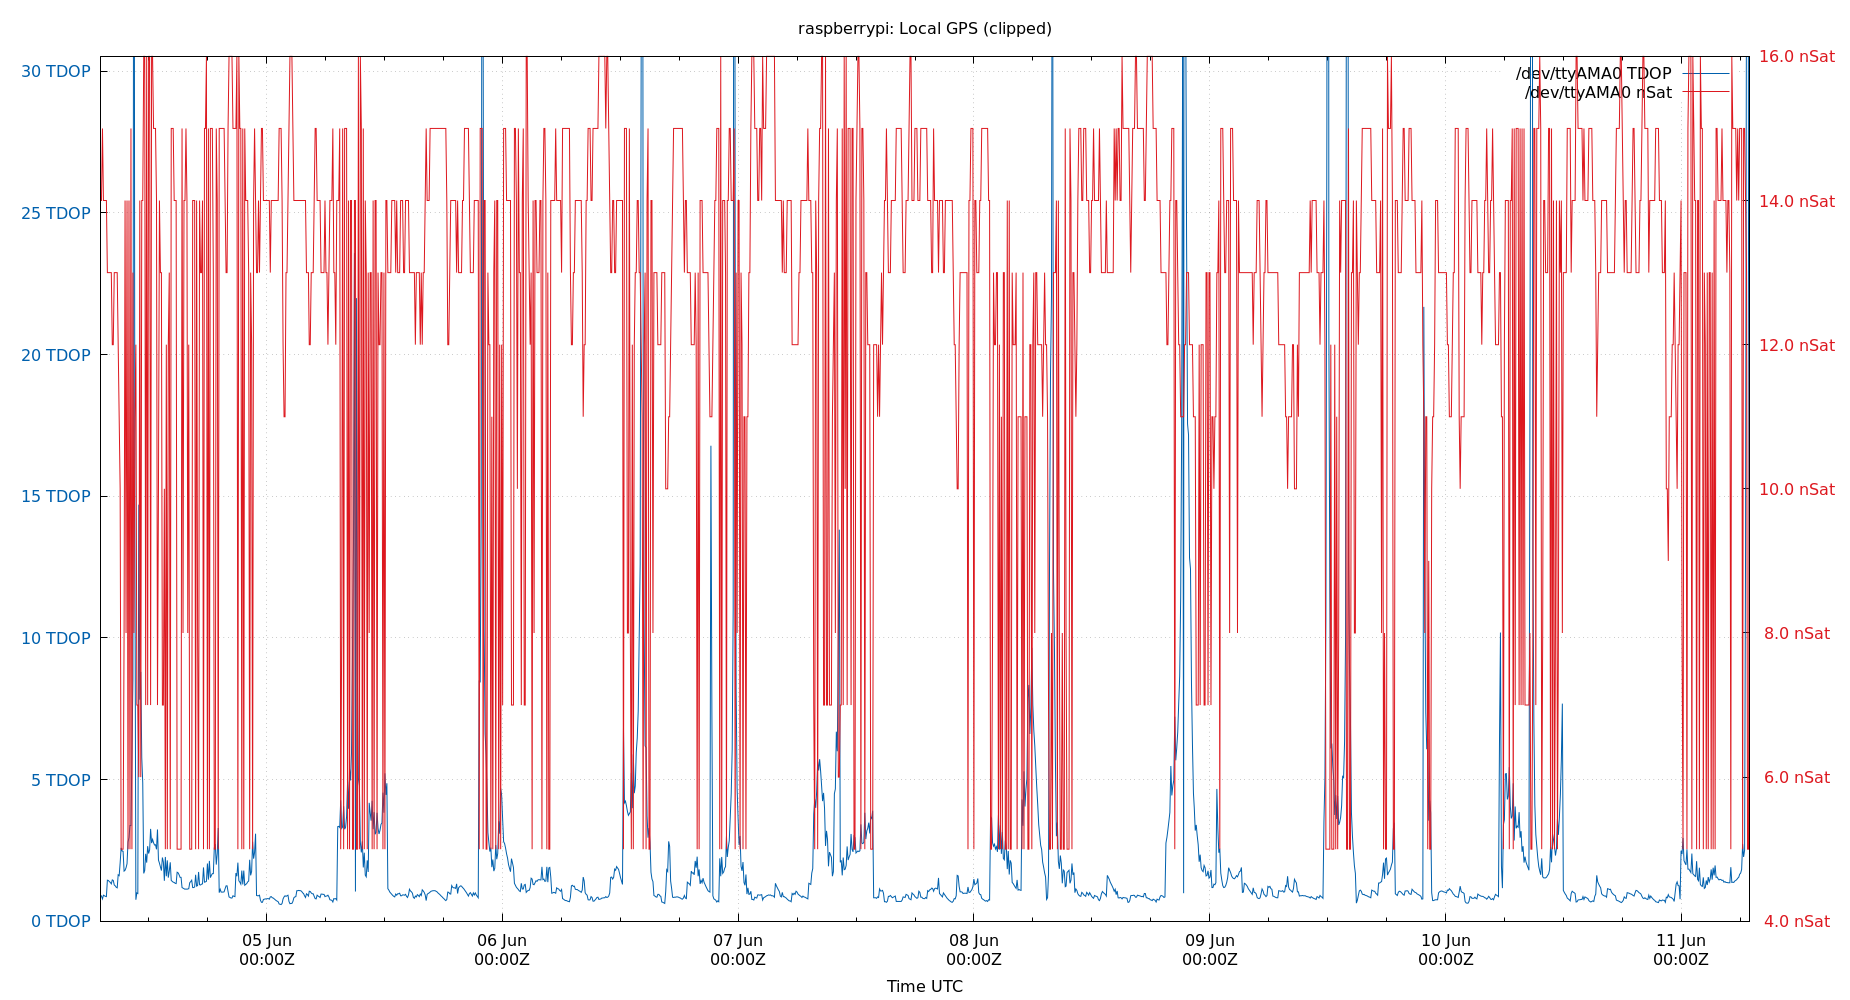 raspberrypi: Local GPS (clipped)
30 TDOP
25 TDOP
20 TDOP
15 TDOP
10 TDOP
5 TDOP
0 TDOP
16.0 nSat
14.0 nSat
12.0 nSat
10.0 nSat
8.0 nSat
6.0 nSat
4.0 nSat
/dev/ttyAMA0 TDOP
/dev/ttyAMA0 nSat
05 Jun
00:00Z
06 Jun
00:00Z
07 Jun
00:00Z
08 Jun
00:00Z
09 Jun
00:00Z
10 Jun
00:00Z
11 Jun
00:00Z
Time UTC